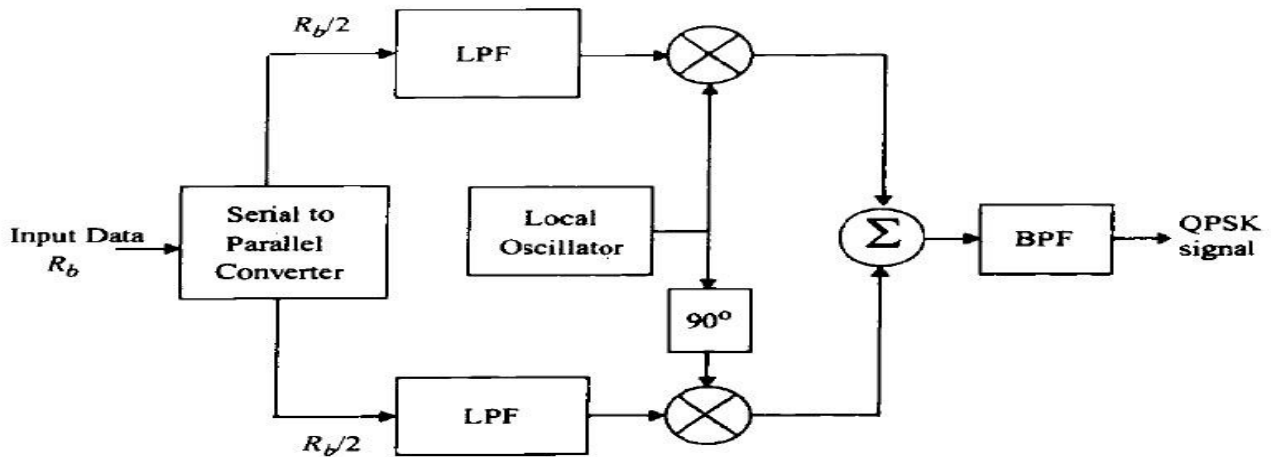 R_b/2
LPF
Input Data
R_b
Serial to
Parallel
Converter
Local
Oscillator
90°
Σ
BPF
QPSK
signal
LPF
R_b/2